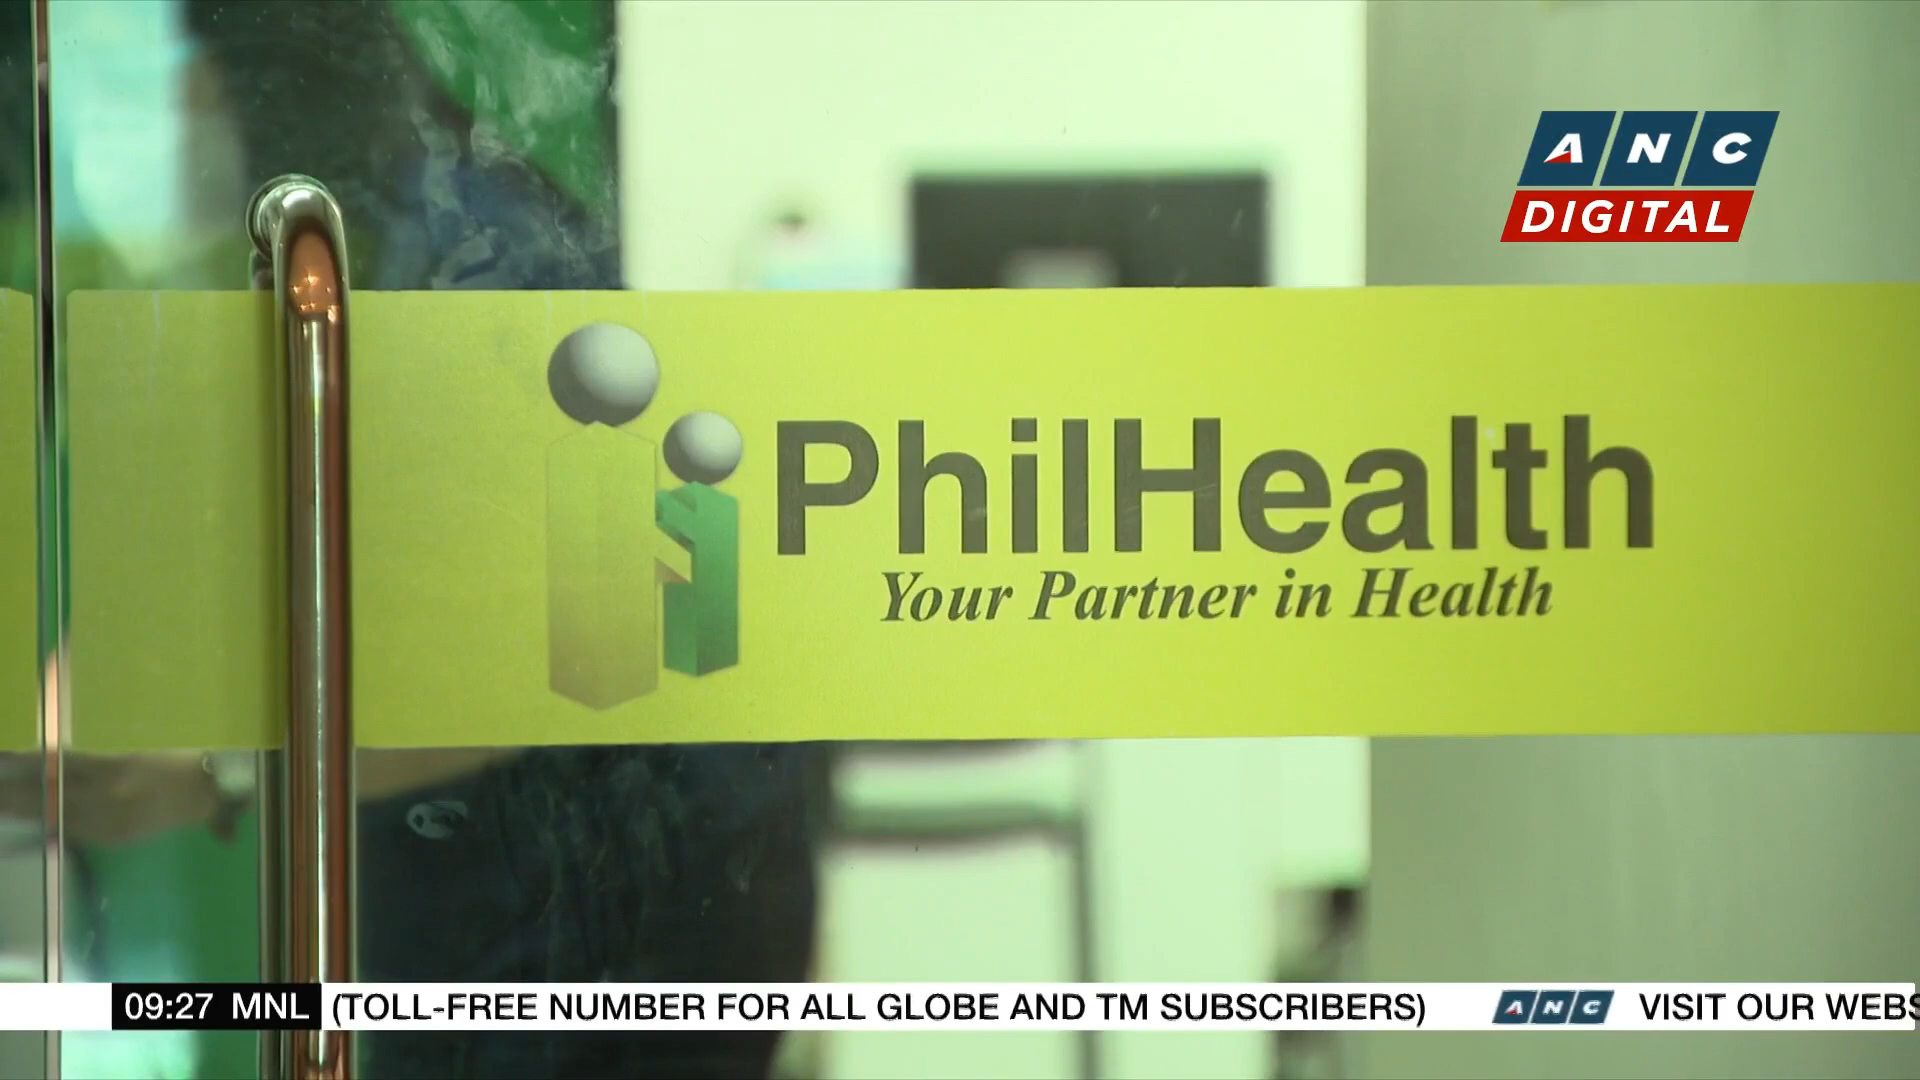 ANC
DIGITAL
PhilHealth
Your Partner in Health
09:27 MNL (TOLL-FREE NUMBER FOR ALL GLOBE AND TM SUBSCRIBERS) ANC VISIT OUR WEBS